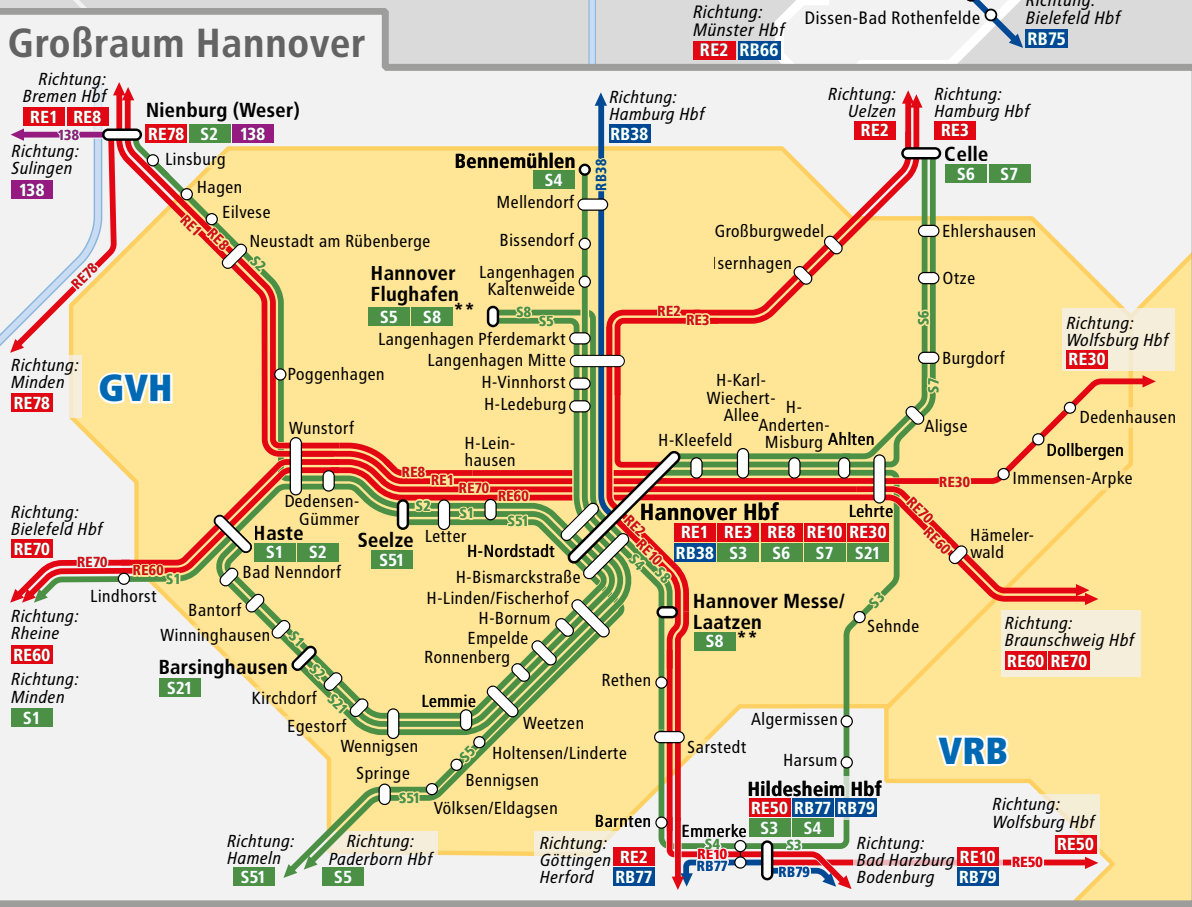 Richtung:
Münster Hbf
RE2 RB66
Dissen-Bad Rothenfelde
Richtung:
Bielefeld Hbf
RB75
Großraum Hannover
Richtung:
Bremen Hbf
RE1 RE8
138
Richtung:
Sulingen
138
Nienburg (Weser)
RE78 S2 138
Linsburg
Hagen
Eilvese
Neustadt am Rübenberge
RE1
RE8
S2
RE78
Richtung:
Minden
RE78
GVH
Poggenhagen
Wunstorf
Bennemühlen
S4
Mellendorf
Bissendorf
Langenhagen
Kaltenweide
Hannover
Flughafen**
S5 S8
S8
S5
Langenhagen Pferdemarkt
Langenhagen Mitte
H-Vinnhorst
H-Ledeburg
Richtung:
Hamburg Hbf
RB38
RB38
Richtung:
Uelzen
RE2
Richtung:
Hamburg Hbf
RE3
Celle
S6 S7
Großburgwedel
Isernhagen
RE2
RE3
Ehlershausen
Otze
S6
Burgdorf
S7
Aligse
Richtung:
Wolfsburg Hbf
RE30
Dedenhausen
Dollbergen
Immensen-Arpke
RE30
H-Lein-
hausen
H-Kleefeld
H-Karl-
Wiechert-
Allee
H-
Anderten-
Misburg
Ahlten
Lehrte
RE8
RE1
RE70
RE60
S2
S1
S51
Dedensen-
Gümmer
Seelze
S51
Letter
H-Nordstadt
Hannover Hbf
RE1 RE3 RE8 RE10 RE30
RB38 S3 S6 S7 S21
RE2
RE10
S4
S8
RE70
RE60
Hämeler-
wald
Richtung:
Braunschweig Hbf
RE60 RE70
Richtung:
Bielefeld Hbf
RE70
RE70
RE60
S1
Lindhorst
Richtung:
Rheine
RE60
Richtung:
Minden
S1
Haste
S1 S2
Bad Nenndorf
Bantorf
Winninghausen
Barsinghausen
S21
S1
S2
S21
Kirchdorf
Egestorf
Wennigsen
Lemmie
H-Bismarckstraße
H-Linden/Fischerhof
H-Bornum
Empelde
Ronnenberg
Weetzen
Holtensen/Linderte
Bennigsen
Völksen/Eldagsen
S5
Springe
S51
Richtung:
Hameln
S51
Richtung:
Paderborn Hbf
S5
Hannover Messe/
Laatzen
S8**
Rethen
Sarstedt
Barnten
Emmerke
S4
RE10
RB77
S3
S3
Sehnde
Algermissen
Harsum
Hildesheim Hbf
RE50 RB77 RB79
S3 S4
RB79
VRB
Richtung:
Göttingen RE2
Herford RB77
Richtung:
Bad Harzburg RE10
Bodenburg RB79
RE50
Richtung:
Wolfsburg Hbf
RE50